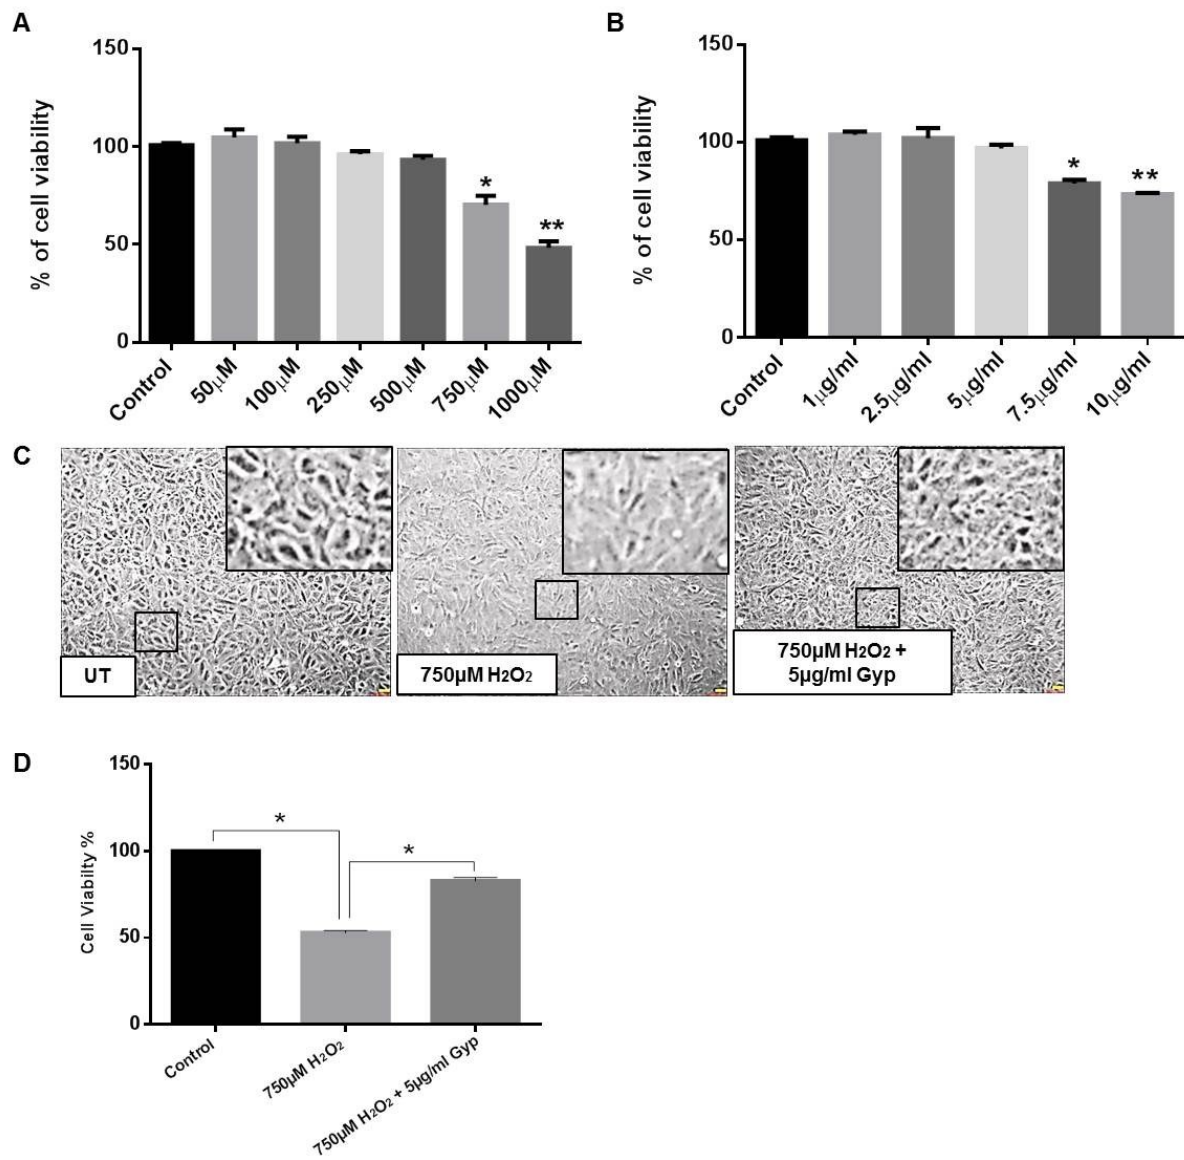 A
150
100
50
0
% of cell viability
*
**
Control
50μM
100μM
250μM
500μM
750μM
1000μM
B
150
100
50
0
% of cell viability
*
**
Control
1μg/ml
2.5μg/ml
5μg/ml
7.5μg/ml
10μg/ml
C
UT
750μM H₂O₂
750μM H₂O₂ +
5μg/ml Gyp
D
150
100
50
0
Cell Viabilty %
*
*
Control
750μM H₂O₂
750μM H₂O₂ + 5μg/ml Gyp